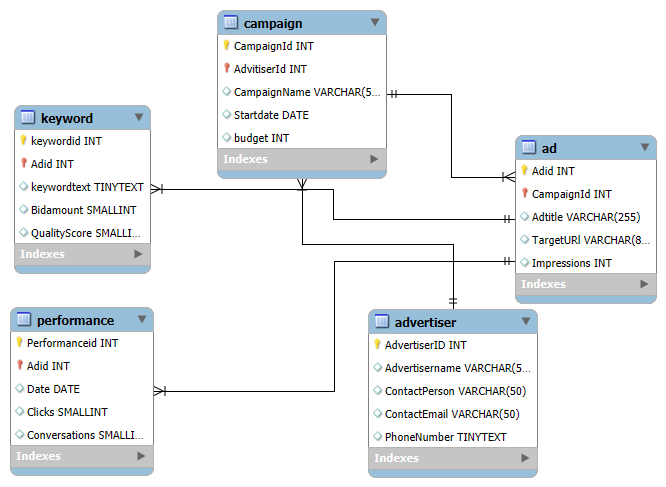 campaign
CampaignId INT
AdvitiserId INT
CampaignName VARCHAR(5...
Startdate DATE
budget INT
Indexes
keyword
keywordid INT
Adid INT
keywordtext TINYTEXT
Bidamount SMALLINT
QualityScore SMALLI...
Indexes
ad
Adid INT
CampaignId INT
Adtitle VARCHAR(255)
TargetURl VARCHAR(8...
Impressions INT
Indexes
performance
Performanceid INT
Adid INT
Date DATE
Clicks SMALLINT
Conversations SMALLI...
Indexes
advertiser
AdvertiserID INT
Advertisername VARCHAR(5...
ContactPerson VARCHAR(50)
ContactEmail VARCHAR(50)
PhoneNumber TINYTEXT
Indexes